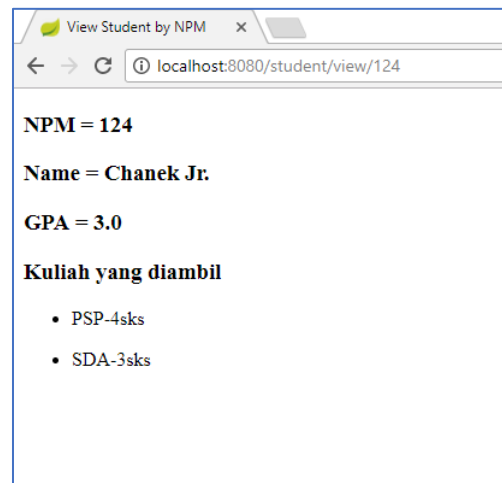 View Student by NPM
localhost:8080/student/view/124
NPM = 124
Name = Chanek Jr.
GPA = 3.0
Kuliah yang diambil
PSP-4sks
SDA-3sks